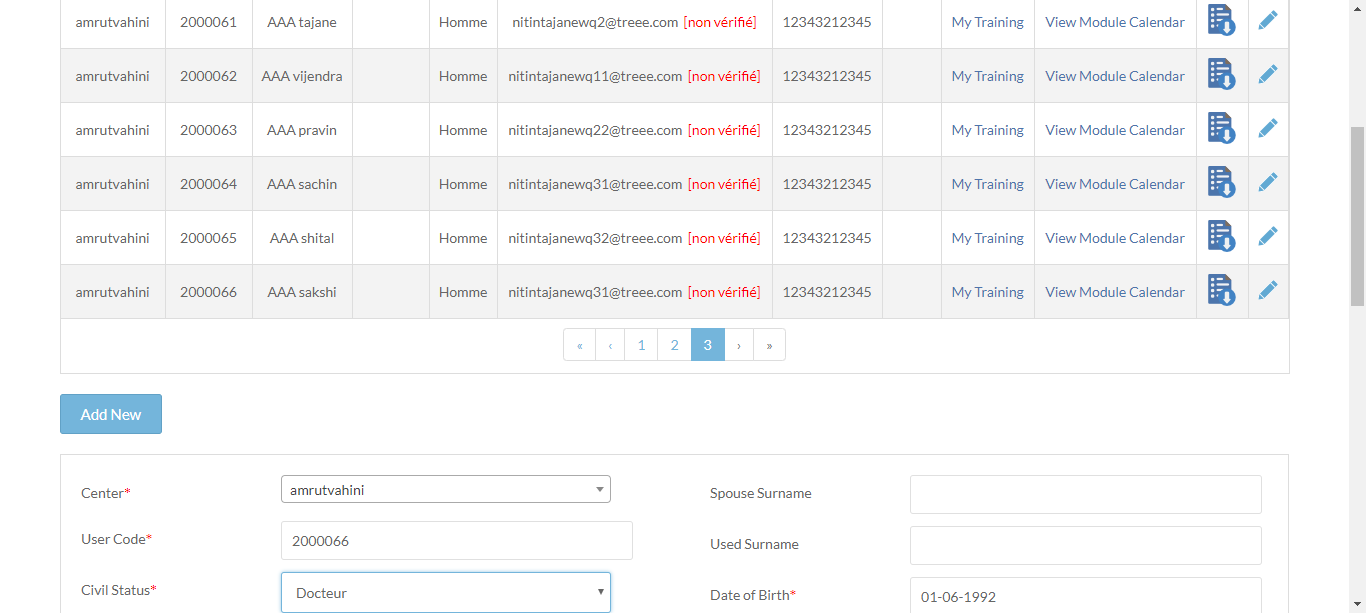 amrutvahini 2000061 AAA tajane Homme nitintajanewq2@treee.com [non vérifié] 12343212345 My Training View Module Calendar
amrutvahini 2000062 AAA vijendra Homme nitintajanewq11@treee.com [non vérifié] 12343212345 My Training View Module Calendar
amrutvahini 2000063 AAA pravin Homme nitintajanewq22@treee.com [non vérifié] 12343212345 My Training View Module Calendar
amrutvahini 2000064 AAA sachin Homme nitintajanewq31@treee.com [non vérifié] 12343212345 My Training View Module Calendar
amrutvahini 2000065 AAA shital Homme nitintajanewq32@treee.com [non vérifié] 12343212345 My Training View Module Calendar
amrutvahini 2000066 AAA sakshi Homme nitintajanewq31@treee.com [non vérifié] 12343212345 My Training View Module Calendar
« ‹ 1 2 3 › »
Add New
Center* amrutvahini Spouse Surname
User Code* 2000066 Used Surname
Civil Status* Docteur Date of Birth* 01-06-1992